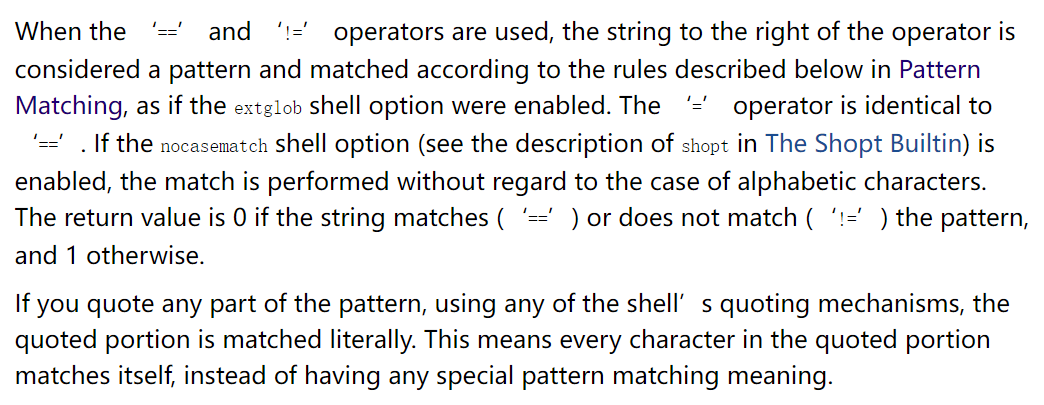 When the ‘==’ and ‘!=’ operators are used, the string to the right of the operator is
considered a pattern and matched according to the rules described below in Pattern
Matching, as if the extglob shell option were enabled. The ‘=’ operator is identical to
‘==’ . If the nocasematch shell option (see the description of shopt in The Shopt Builtin) is
enabled, the match is performed without regard to the case of alphabetic characters.
The return value is 0 if the string matches ( ‘==’ ) or does not match ( ‘!=’ ) the pattern,
and 1 otherwise.
If you quote any part of the pattern, using any of the shell’s quoting mechanisms, the
quoted portion is matched literally. This means every character in the quoted portion
matches itself, instead of having any special pattern matching meaning.